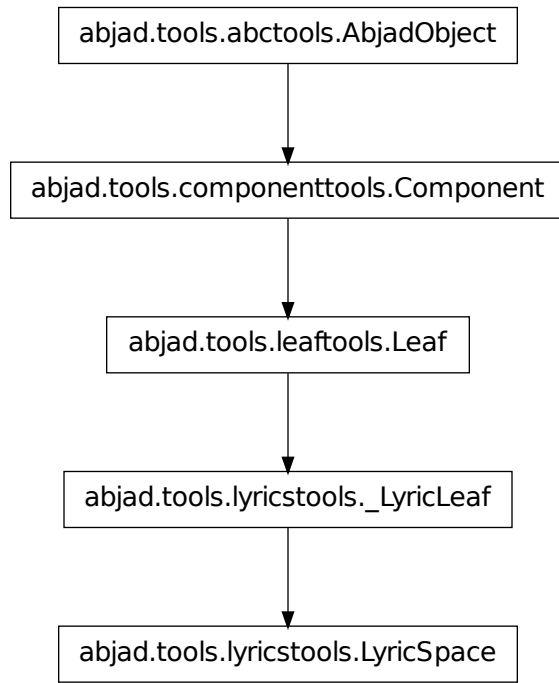 abjad.tools.abctools.AbjadObject
abjad.tools.componenttools.Component
abjad.tools.leaftools.Leaf
abjad.tools.lyricstools._LyricLeaf
abjad.tools.lyricstools.LyricSpace